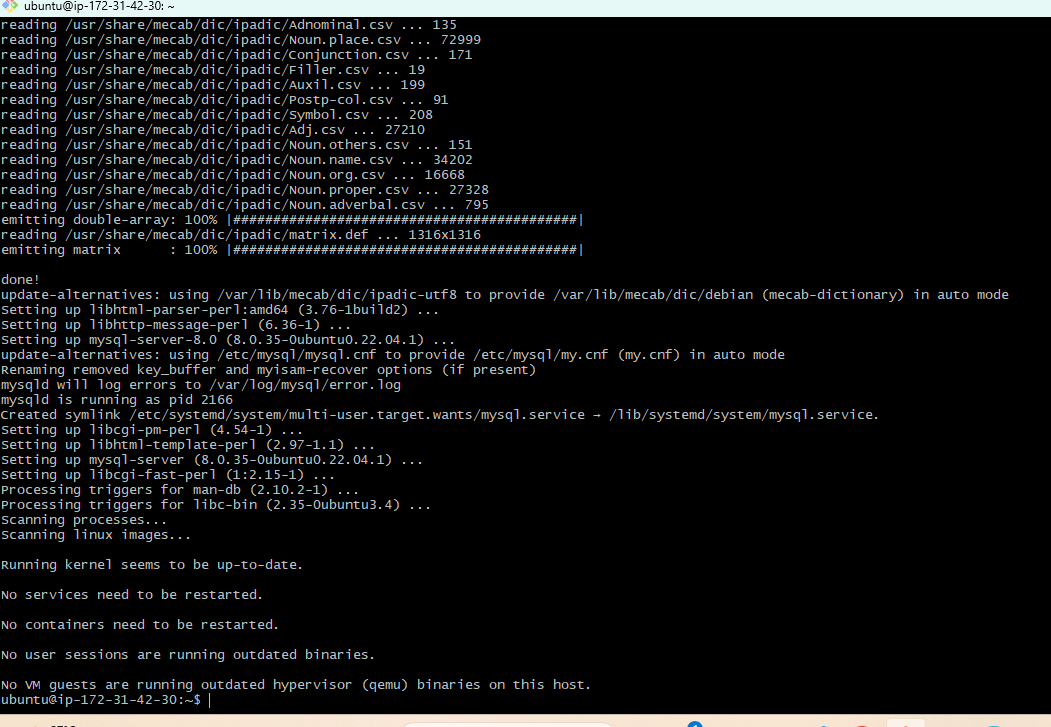 ubuntu@ip-172-31-42-30: ~
reading /usr/share/mecab/dic/ipadic/Adnominal.csv ... 135
reading /usr/share/mecab/dic/ipadic/Noun.place.csv ... 72999
reading /usr/share/mecab/dic/ipadic/Conjunction.csv ... 171
reading /usr/share/mecab/dic/ipadic/Filler.csv ... 19
reading /usr/share/mecab/dic/ipadic/Auxil.csv ... 199
reading /usr/share/mecab/dic/ipadic/Postp-col.csv ... 91
reading /usr/share/mecab/dic/ipadic/Symbol.csv ... 208
reading /usr/share/mecab/dic/ipadic/Adj.csv ... 27210
reading /usr/share/mecab/dic/ipadic/Noun.others.csv ... 151
reading /usr/share/mecab/dic/ipadic/Noun.name.csv ... 34202
reading /usr/share/mecab/dic/ipadic/Noun.org.csv ... 16668
reading /usr/share/mecab/dic/ipadic/Noun.proper.csv ... 27328
reading /usr/share/mecab/dic/ipadic/Noun.adverbal.csv ... 795
emitting double-array: 100% |###########################################|
reading /usr/share/mecab/dic/ipadic/matrix.def ... 1316x1316
emitting matrix      : 100% |###########################################|
done!
update-alternatives: using /var/lib/mecab/dic/ipadic-utf8 to provide /var/lib/mecab/dic/debian (mecab-dictionary) in auto mode
Setting up libhtml-parser-perl:amd64 (3.76-1build2) ...
Setting up libhttp-message-perl (6.36-1) ...
Setting up mysql-server-8.0 (8.0.35-0ubuntu0.22.04.1) ...
update-alternatives: using /etc/mysql/mysql.cnf to provide /etc/mysql/my.cnf (my.cnf) in auto mode
Renaming removed key_buffer and myisam-recover options (if present)
mysqld will log errors to /var/log/mysql/error.log
mysqld is running as pid 2166
Created symlink /etc/systemd/system/multi-user.target.wants/mysql.service → /lib/systemd/system/mysql.service.
Setting up libcgi-pm-perl (4.54-1) ...
Setting up libhtml-template-perl (2.97-1.1) ...
Setting up mysql-server (8.0.35-0ubuntu0.22.04.1) ...
Setting up libcgi-fast-perl (1:2.15-1) ...
Processing triggers for man-db (2.10.2-1) ...
Processing triggers for libc-bin (2.35-0ubuntu3.4) ...
Scanning processes...
Scanning linux images...
Running kernel seems to be up-to-date.
No services need to be restarted.
No containers need to be restarted.
No user sessions are running outdated binaries.
No VM guests are running outdated hypervisor (qemu) binaries on this host.
ubuntu@ip-172-31-42-30:~$